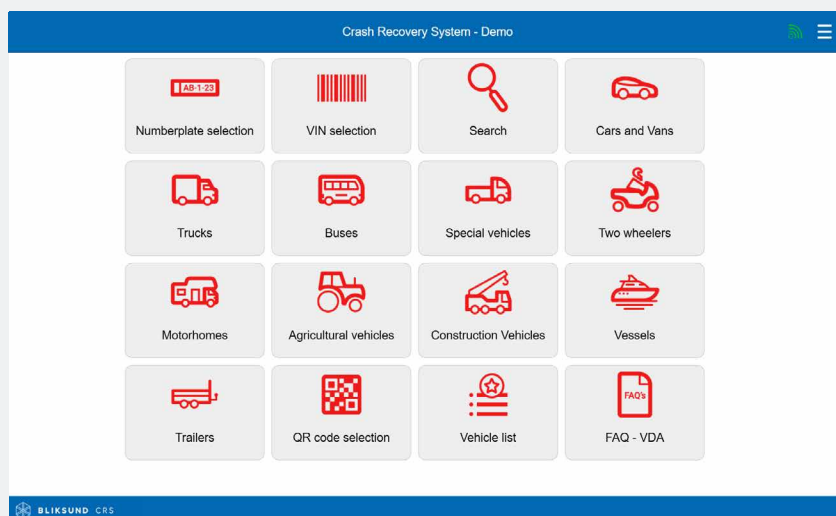 Crash Recovery System - Demo
AB-1-23
Numberplate selection
VIN selection
Search
Cars and Vans
Trucks
Buses
Special vehicles
Two wheelers
Motorhomes
Agricultural vehicles
Construction Vehicles
Vessels
FAQ's
Trailers
QR code selection
Vehicle list
FAQ - VDA
BLIKSUND CRS